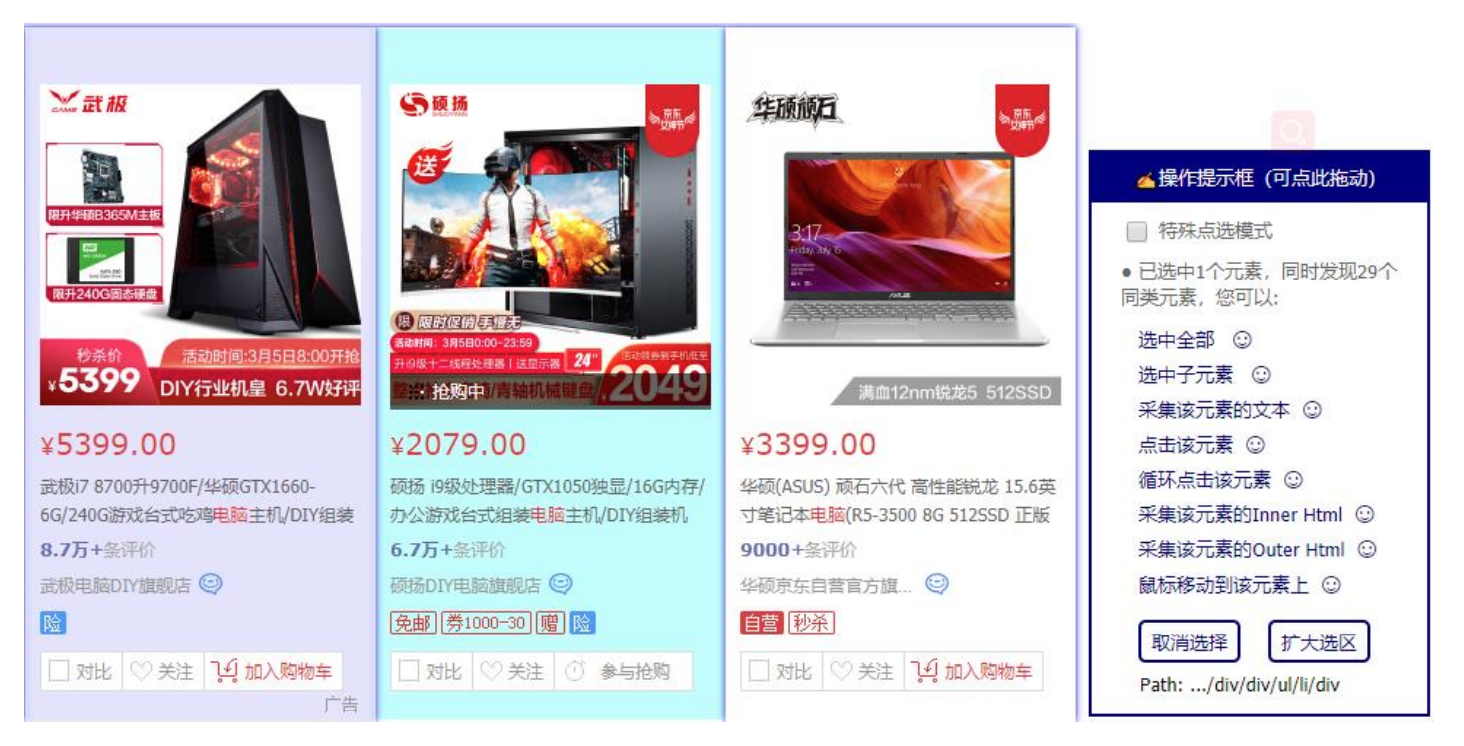 武极
GAME
限升华硕B365M主板
限升240G固态硬盘
秒杀价
¥5399
活动时间:3月5日8:00开抢
DIY行业机皇 6.7W好评
¥5399.00
武极i7 8700升9700F/华硕GTX1660-
6G/240G游戏台式吃鸡电脑主机/DIY组装
8.7万+条评价
武极电脑DIY旗舰店
险
对比
关注
加入购物车
广告
硕扬
SHUOYANG
京东
女神节
送
限 限时促销 手慢无
活动时间: 3月5日0:00-23:59
升i9级十二线程处理器 | 送显示器
24"
活动领券到手价低至
2049
抢购中
/青轴机械键盘
¥2079.00
硕扬 i9级处理器/GTX1050独显/16G内存/
办公游戏台式组装电脑主机/DIY组装机
6.7万+条评价
硕扬DIY电脑旗舰店
免邮 券1000-30 赠 险
对比
关注
参与抢购
华硕顽石
京东
女神节
3:17
Friday, July 15
ASUS
满血12nm锐龙5 512SSD
¥3399.00
华硕(ASUS) 顽石六代 高性能锐龙 15.6英
寸笔记本电脑(R5-3500 8G 512SSD 正版
9000+条评价
华硕京东自营官方旗...
自营 秒杀
对比
关注
加入购物车
操作提示框 (可点此拖动)
特殊点选模式
● 已选中1个元素，同时发现29个
同类元素，您可以:
选中全部
选中子元素
采集该元素的文本
点击该元素
循环点击该元素
采集该元素的Inner Html
采集该元素的Outer Html
鼠标移动到该元素上
取消选择
扩大选区
Path: .../div/div/ul/li/div